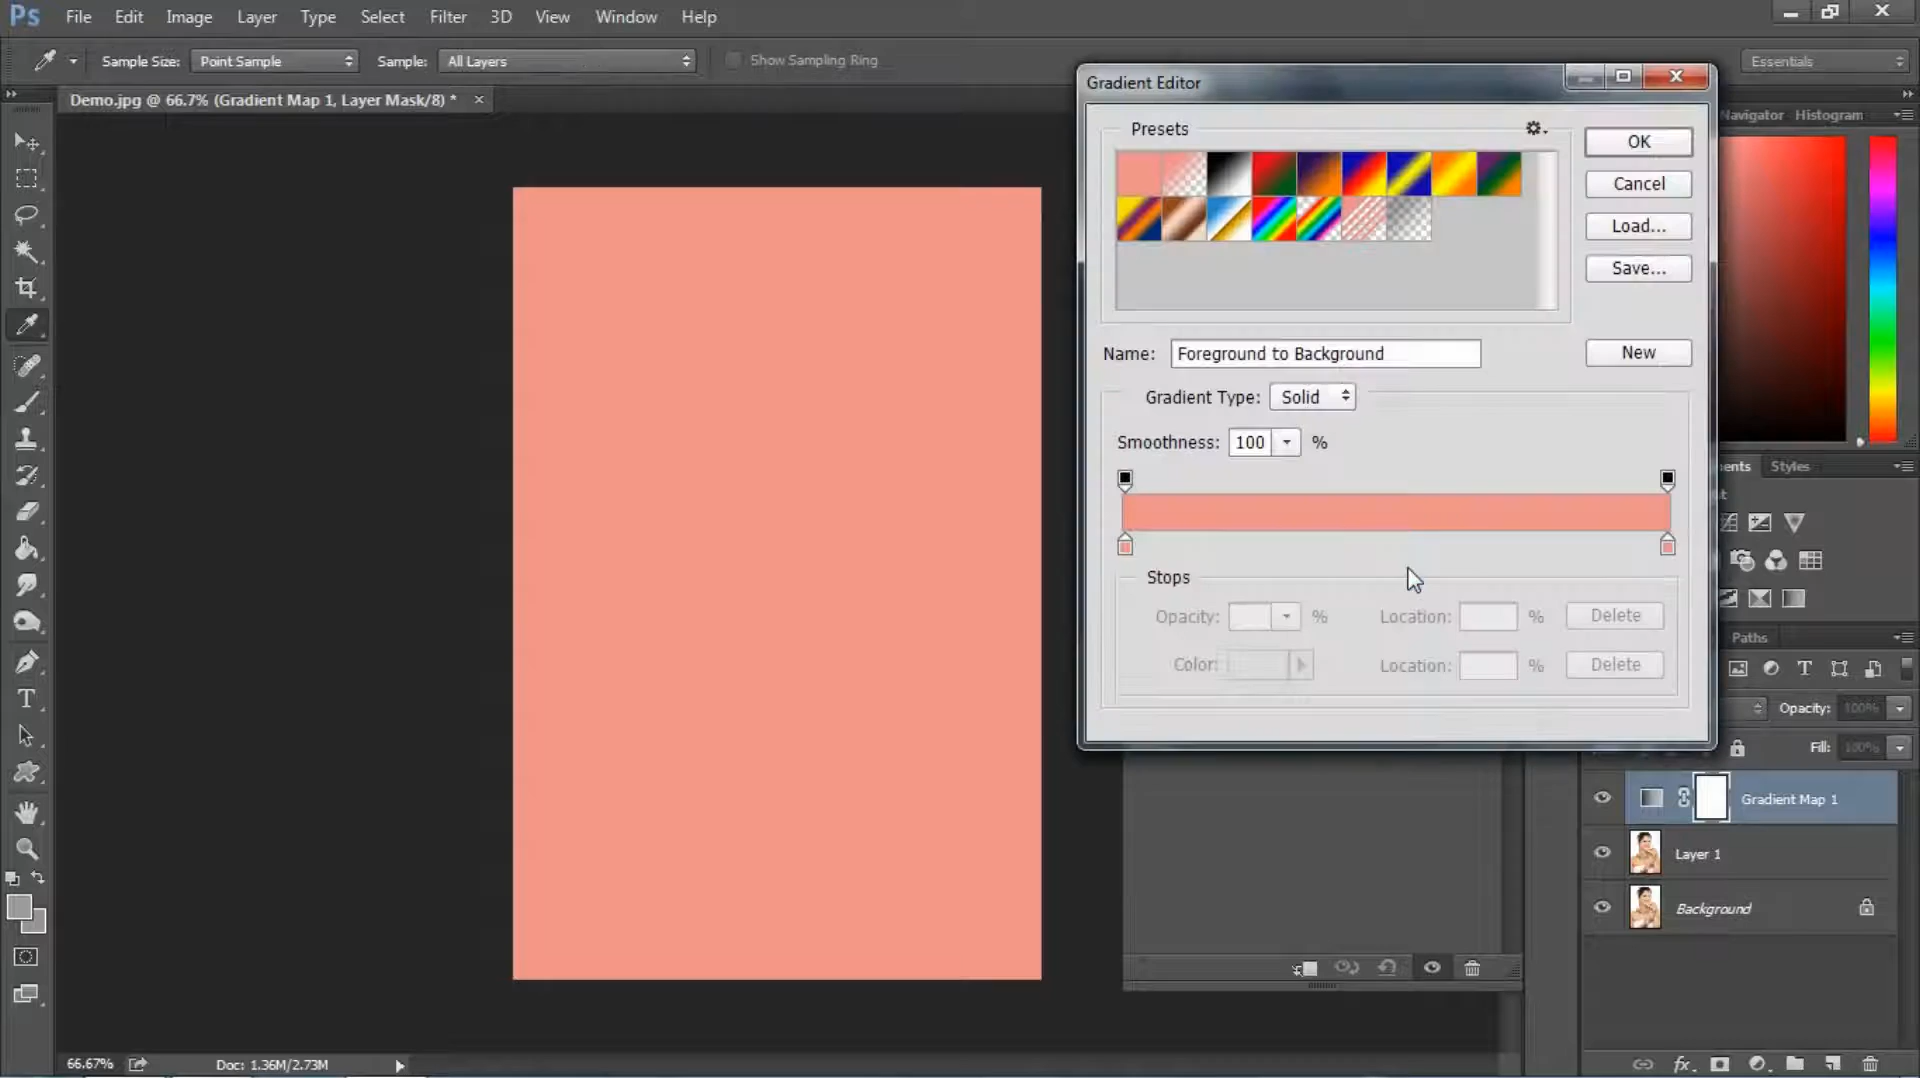 Ps File Edit Image Layer Type Select Filter 3D View Window Help
Sample Size: Point Sample Sample: All Layers Show Sampling Ring Essentials
Demo.jpg @ 66.7% (Gradient Map 1, Layer Mask/8) * ×
Gradient Editor
Navigator Histogram
Presets
OK
Cancel
Load...
Save...
Name: Foreground to Background New
Gradient Type: Solid
Smoothness: 100 %
Styles
Stops
Opacity: % Location: % Delete
Color: Location: % Delete
Paths
Opacity: 100%
Fill: 100%
Gradient Map 1
Layer 1
Background
66.67% Doc: 1.36M/2.73M